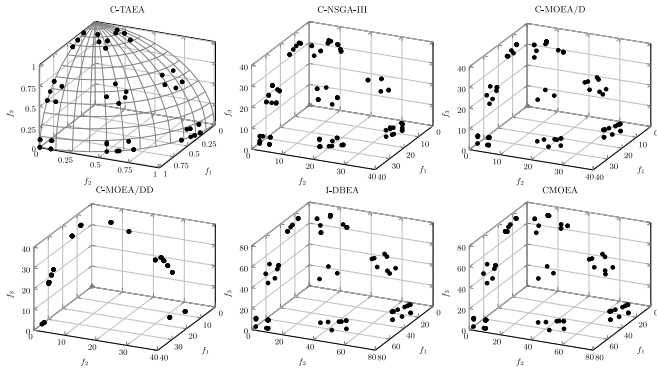 C-TAEA C-NSGA-III C-MOEA/D
1 0.75 0.5 0.25 0
f₃
0 0.25 0.5 0.75 1
f₂
1 0.75 0.5 0.25 0
f₁
40 30 20 10 0
f₃
0 10 20 30 40
f₂
40 30 20 10 0
f₁
40 30 20 10 0
f₃
0 10 20 30 40
f₂
40 30 20 10 0
f₁
C-MOEA/DD I-DBEA CMOEA
40 30 20 10 0
f₃
0 10 20 30 40
f₂
40 30 20 10 0
f₁
80 60 40 20 0
f₃
0 20 40 60 80
f₂
80 60 40 20 0
f₁
80 60 40 20 0
f₃
0 20 40 60 80
f₂
80 60 40 20 0
f₁